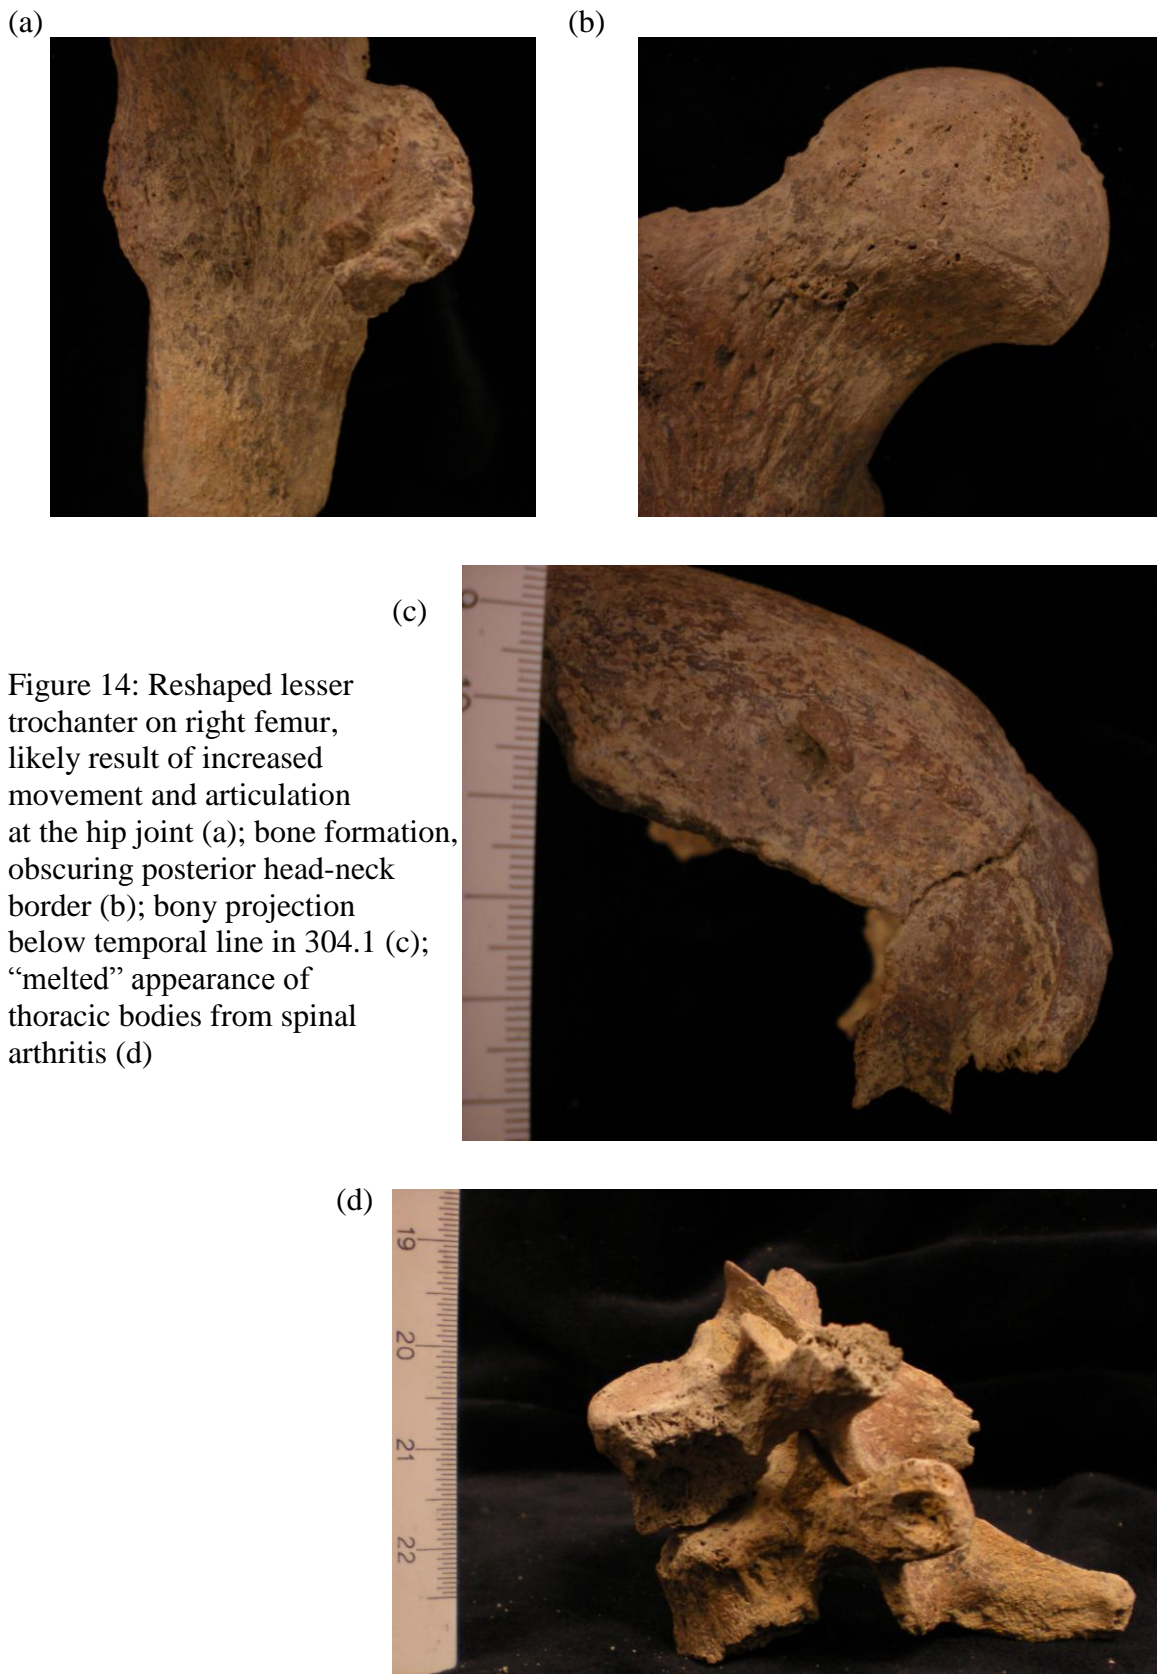 (a)
(b)
(c)
Figure 14: Reshaped lesser
trochanter on right femur,
likely result of increased
movement and articulation
at the hip joint (a); bone formation,
obscuring posterior head-neck
border (b); bony projection
below temporal line in 304.1 (c);
“melted” appearance of
thoracic bodies from spinal
arthritis (d)
(d)
19
20
21
22